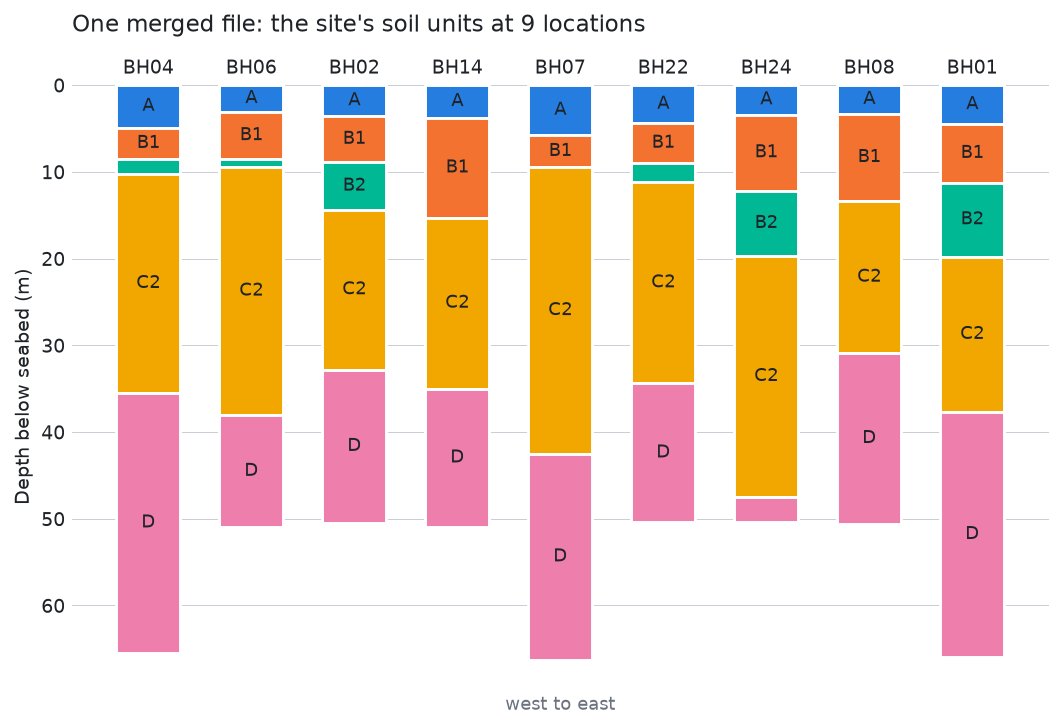 One merged file: the site's soil units at 9 locations
BH04 BH06 BH02 BH14 BH07 BH22 BH24 BH08 BH01
0
10
20
30
40
50
60
Depth below seabed (m)
A B1 C2 D
A B1 C2 D
A B1 B2 C2 D
A B1 C2 D
A B1 C2 D
A B1 C2 D
A B1 B2 C2
A B1 C2 D
A B1 B2 C2 D
west to east